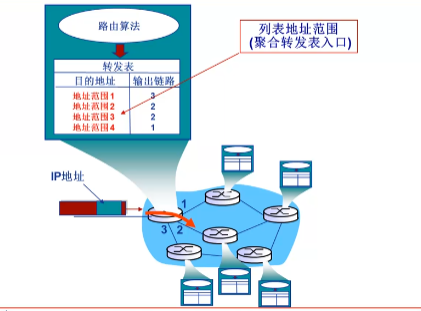 路由算法
转发表
目的地址 输出链路
地址范围1 3
地址范围2 2
地址范围3 2
地址范围4 1
列表地址范围
(聚合转发表入口)
IP地址
1
3 2